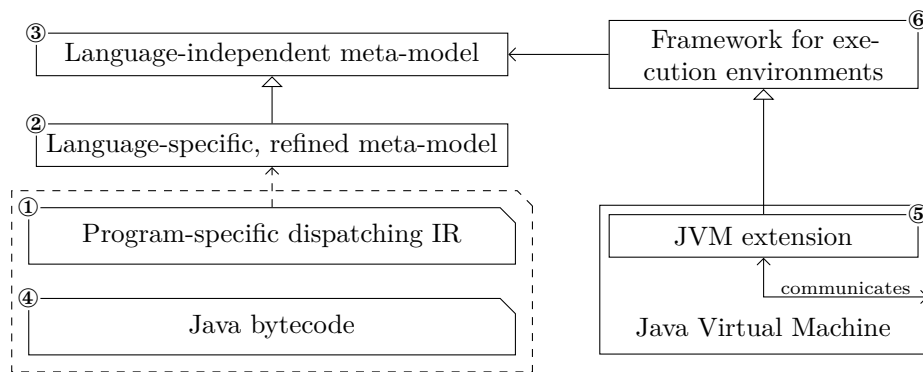 ③
Language-independent meta-model
⑥
Framework for exe-
cution environments
②
Language-specific, refined meta-model
①
Program-specific dispatching IR
⑤
JVM extension
communicates
④
Java bytecode
Java Virtual Machine